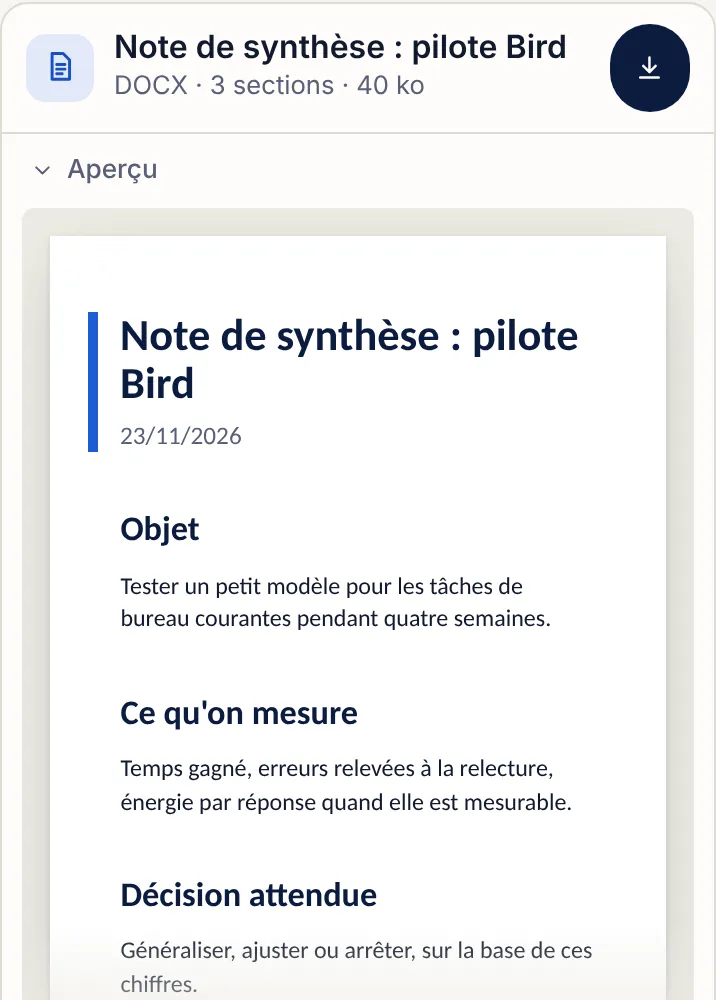 Note de synthèse : pilote Bird
DOCX · 3 sections · 40 ko
Aperçu
Note de synthèse : pilote
Bird
23/11/2026
Objet
Tester un petit modèle pour les tâches de
bureau courantes pendant quatre semaines.
Ce qu'on mesure
Temps gagné, erreurs relevées à la relecture,
énergie par réponse quand elle est mesurable.
Décision attendue
Généraliser, ajuster ou arrêter, sur la base de ces
chiffres.